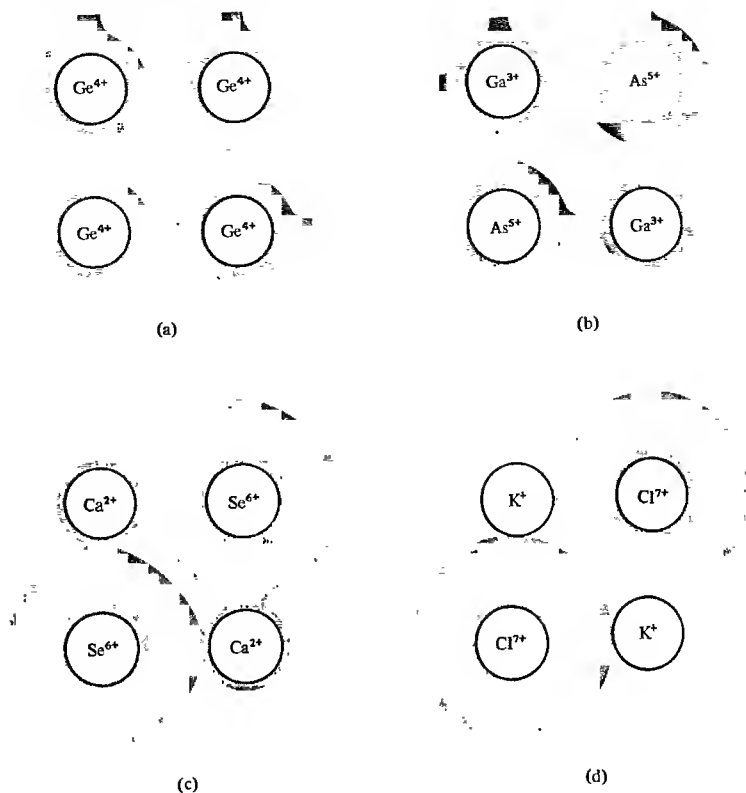 Ge⁴⁺ Ge⁴⁺ Ga³⁺ As⁵⁺
Ge⁴⁺ Ge⁴⁺ As⁵⁺ Ga³⁺
(a) (b)
Ca²⁺ Se⁶⁺ K⁺ Cl⁷⁺
Se⁶⁺ Ca²⁺ Cl⁷⁺ K⁺
(c) (d)